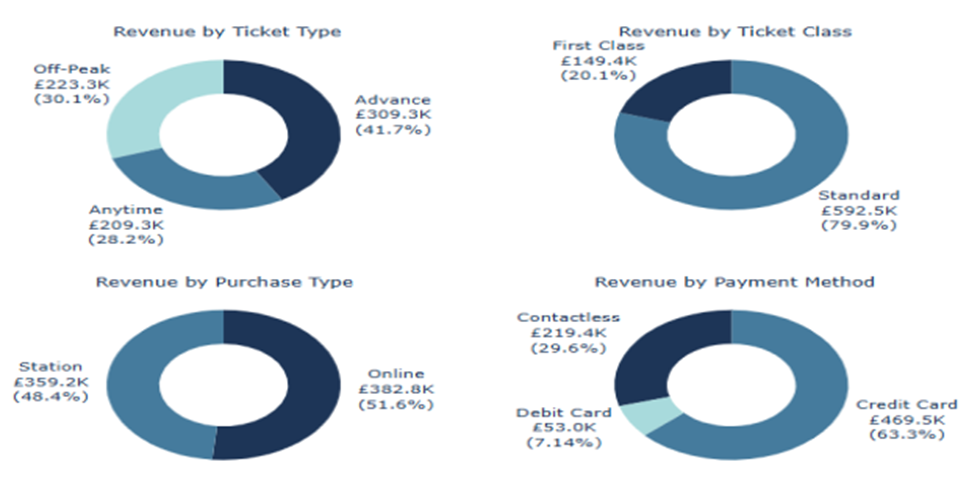 Revenue by Ticket Type
Off-Peak
£223.3K
(30.1%)
Advance
£309.3K
(41.7%)
Anytime
£209.3K
(28.2%)
Revenue by Ticket Class
First Class
£149.4K
(20.1%)
Standard
£592.5K
(79.9%)
Revenue by Purchase Type
Station
£359.2K
(48.4%)
Online
£382.8K
(51.6%)
Revenue by Payment Method
Contactless
£219.4K
(29.6%)
Debit Card
£53.0K
(7.14%)
Credit Card
£469.5K
(63.3%)